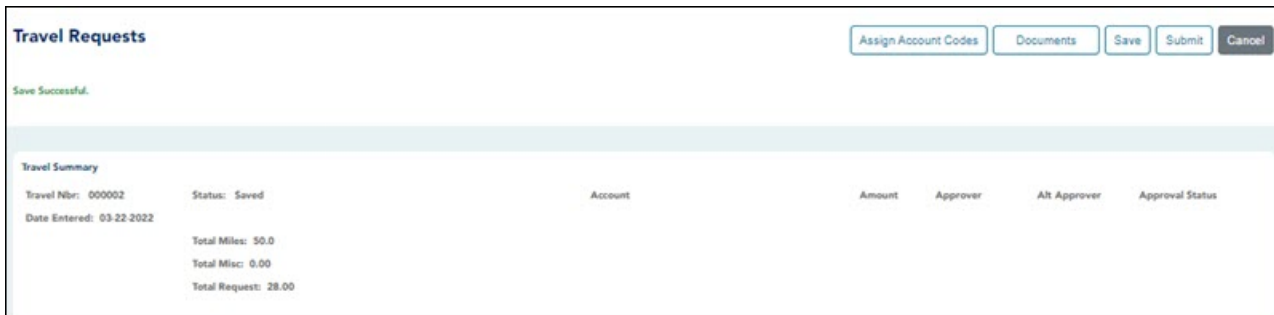 Travel Requests
Assign Account Codes Documents Save Submit Cancel
Save Successful.
Travel Summary
Travel Nbr: 000002 Status: Saved Account Amount Approver Alt Approver Approval Status
Date Entered: 03-22-2022
Total Miles: 50.0
Total Misc: 0.00
Total Request: 28.00